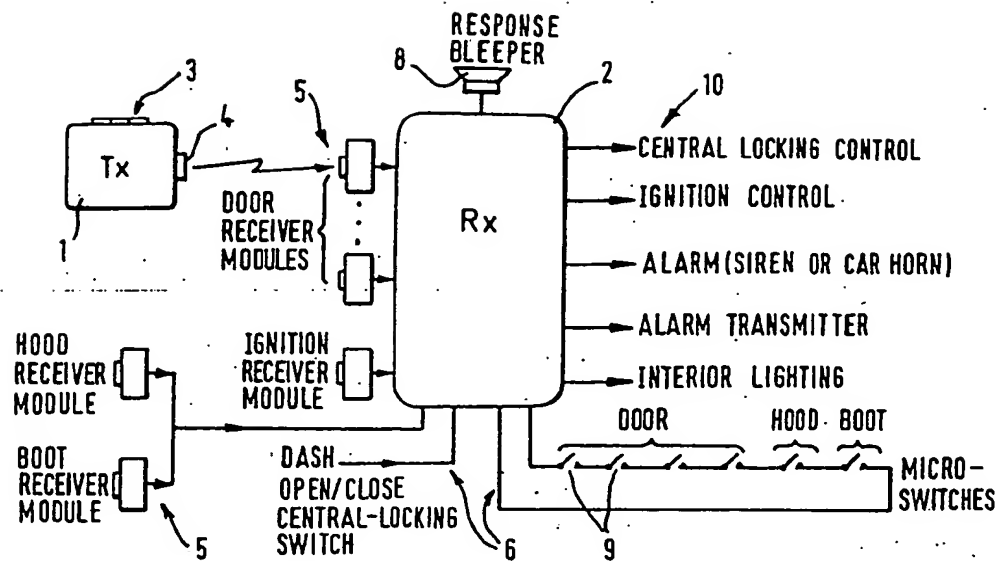 RESPONSE
BLEEPER
8
2
10
3
4
5
Tx
1
DOOR
RECEIVER
MODULES
Rx
CENTRAL LOCKING CONTROL
IGNITION CONTROL
ALARM (SIREN OR CAR HORN)
ALARM TRANSMITTER
INTERIOR LIGHTING
HOOD
RECEIVER
MODULE
IGNITION
RECEIVER
MODULE
BOOT
RECEIVER
MODULE
5
DASH
OPEN/CLOSE
CENTRAL-LOCKING
SWITCH
6
DOOR
HOOD
BOOT
9
MICRO-
SWITCHES